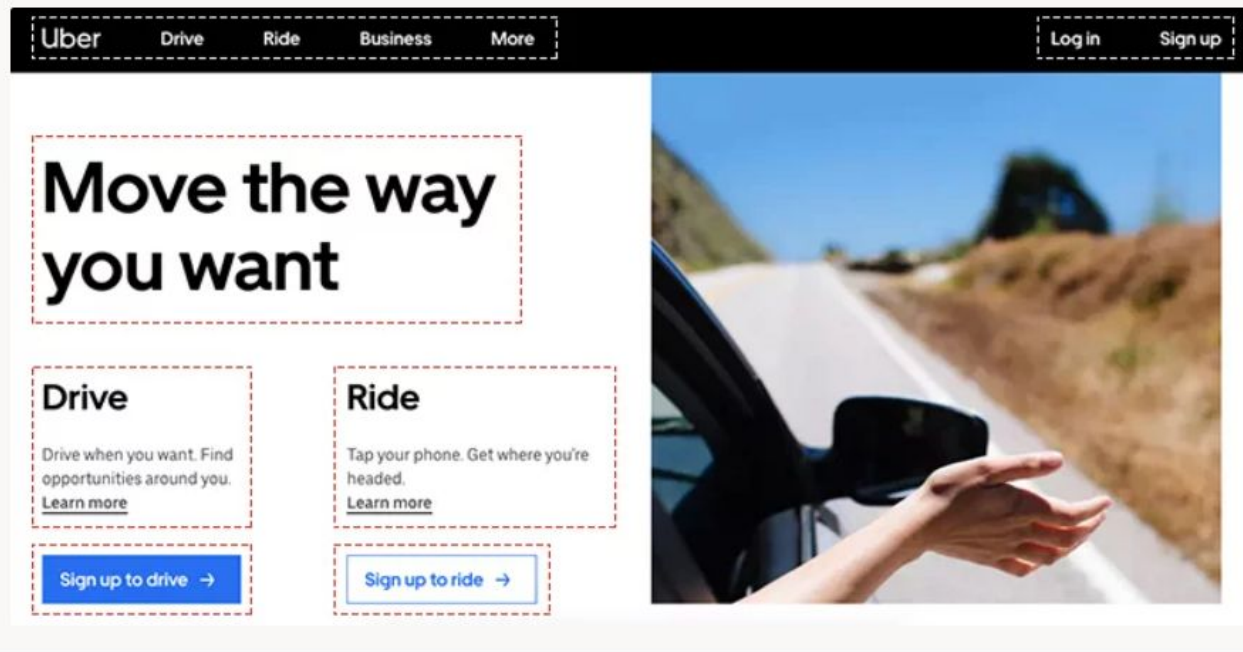 Uber Drive Ride Business More Log in Sign up
Move the way
you want
Drive
Drive when you want. Find
opportunities around you.
Learn more
Sign up to drive →
Ride
Tap your phone. Get where you're
headed.
Learn more
Sign up to ride →